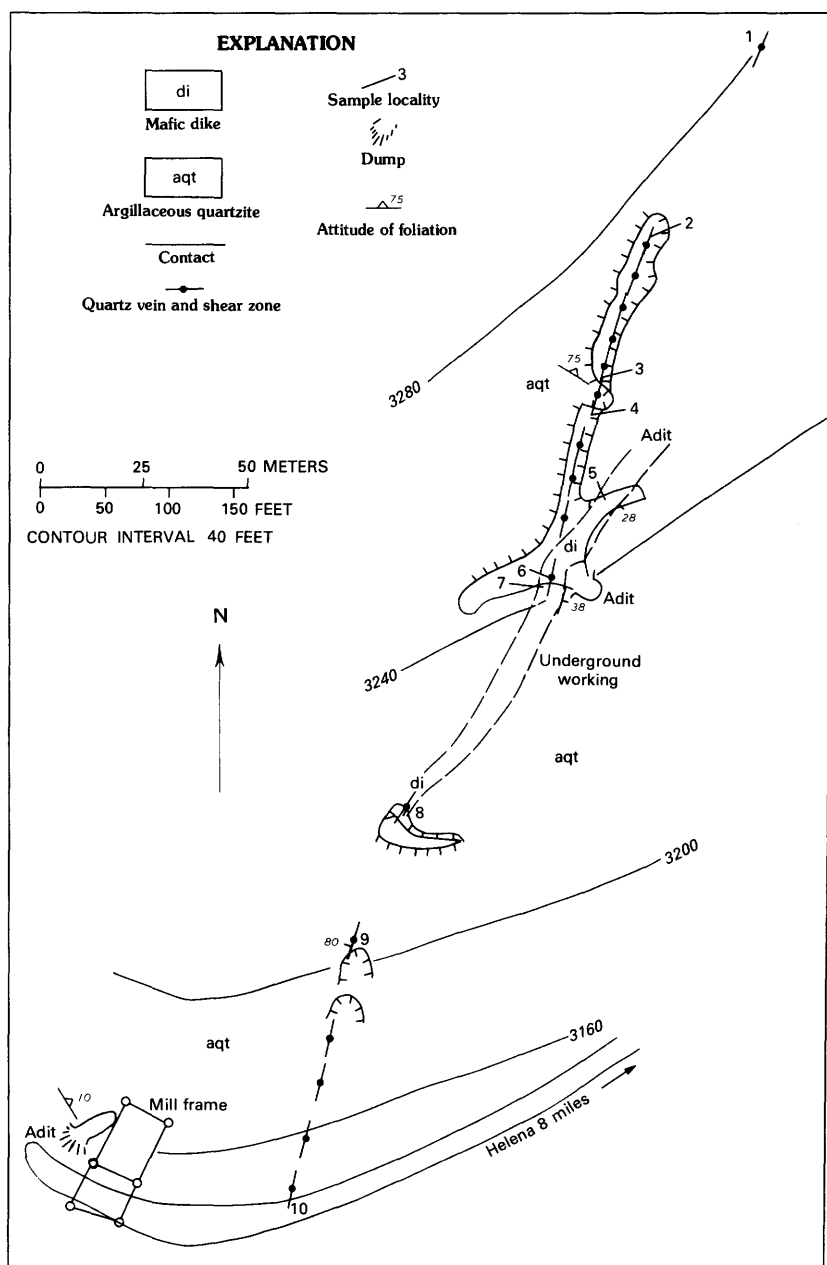 EXPLANATION
di
Mafic dike
aqt
Argillaceous quartzite
Contact
Quartz vein and shear zone
3
Sample locality
Dump
75
Attitude of foliation
1
2
75
3
aqt
4
3280
Adit
5
28
di
6
7
Adit
38
3240
0 25 50 METERS
0 50 100 150 FEET
CONTOUR INTERVAL 40 FEET
N
Underground
working
aqt
di
8
3200
80
9
aqt
3160
10
Mill frame
Adit
Helena 8 miles
10